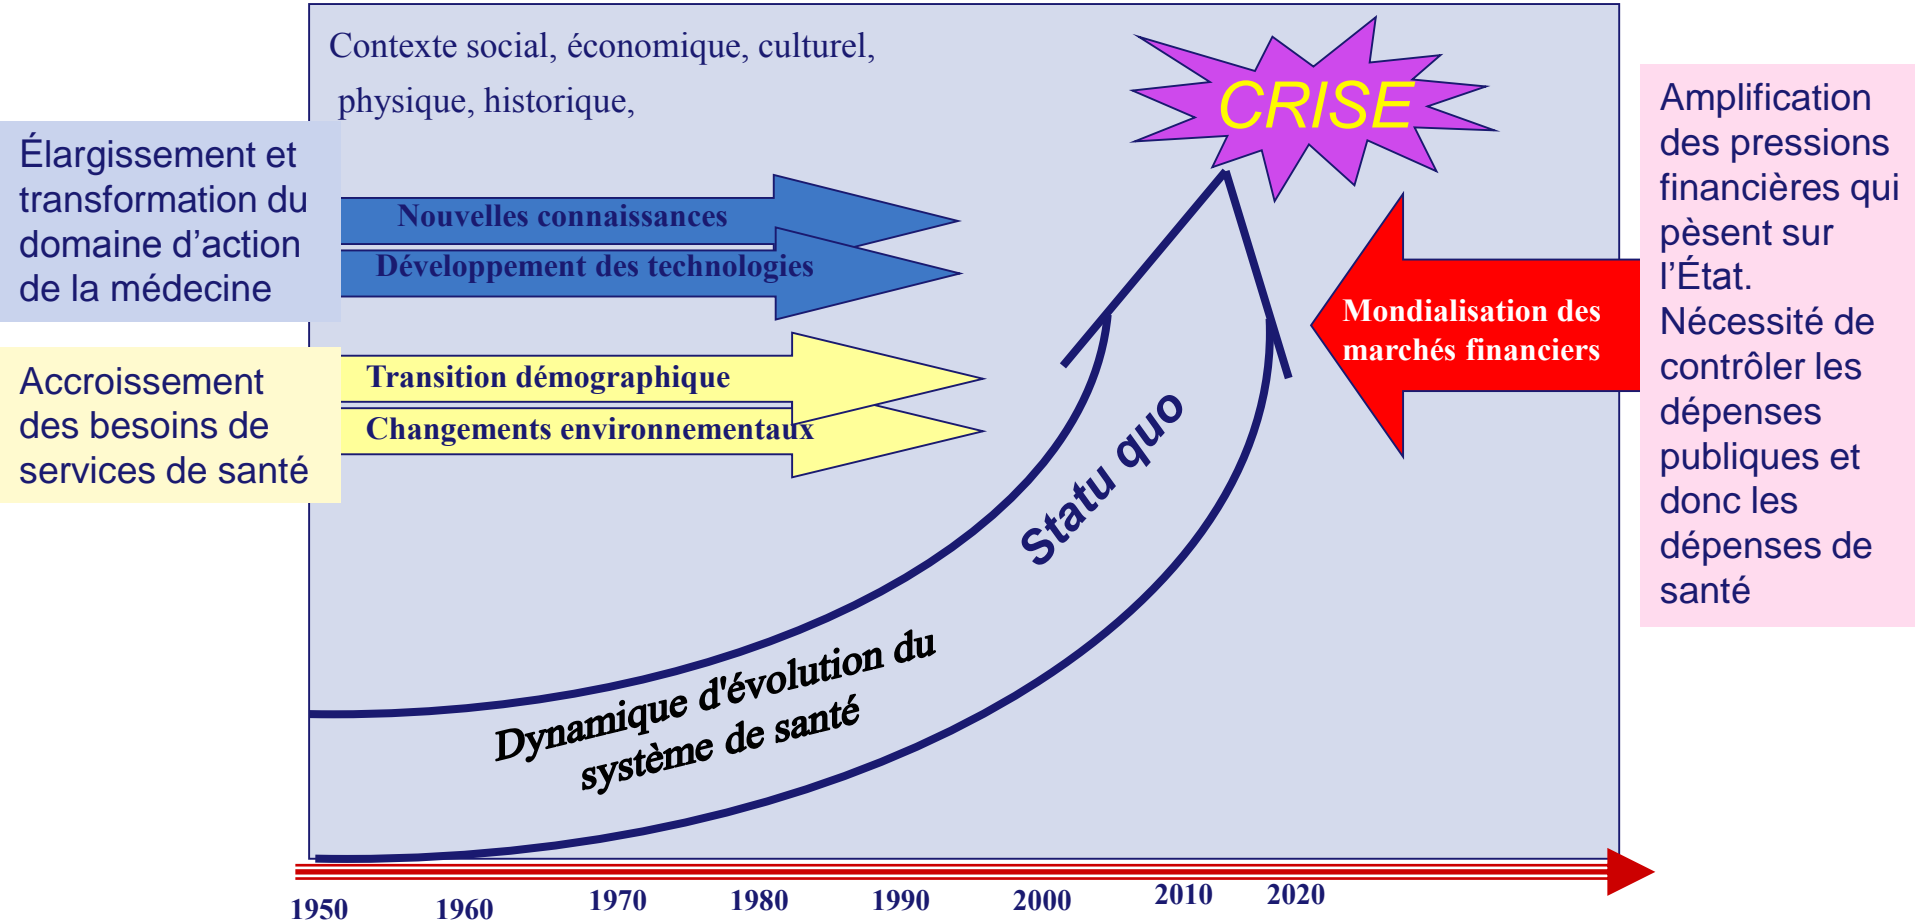 Contexte social, économique, culturel,
physique, historique,
CRISE
Élargissement et
transformation du
domaine d’action
de la médecine
Nouvelles connaissances
Développement des technologies
Accroissement
des besoins de
services de santé
Transition démographique
Changements environnementaux
Mondialisation des
marchés financiers
Amplification
des pressions
financières qui
pèsent sur
l’État.
Nécessité de
contrôler les
dépenses
publiques et
donc les
dépenses de
santé
Statu quo
Dynamique d'évolution du
système de santé
1950 1960 1970 1980 1990 2000 2010 2020